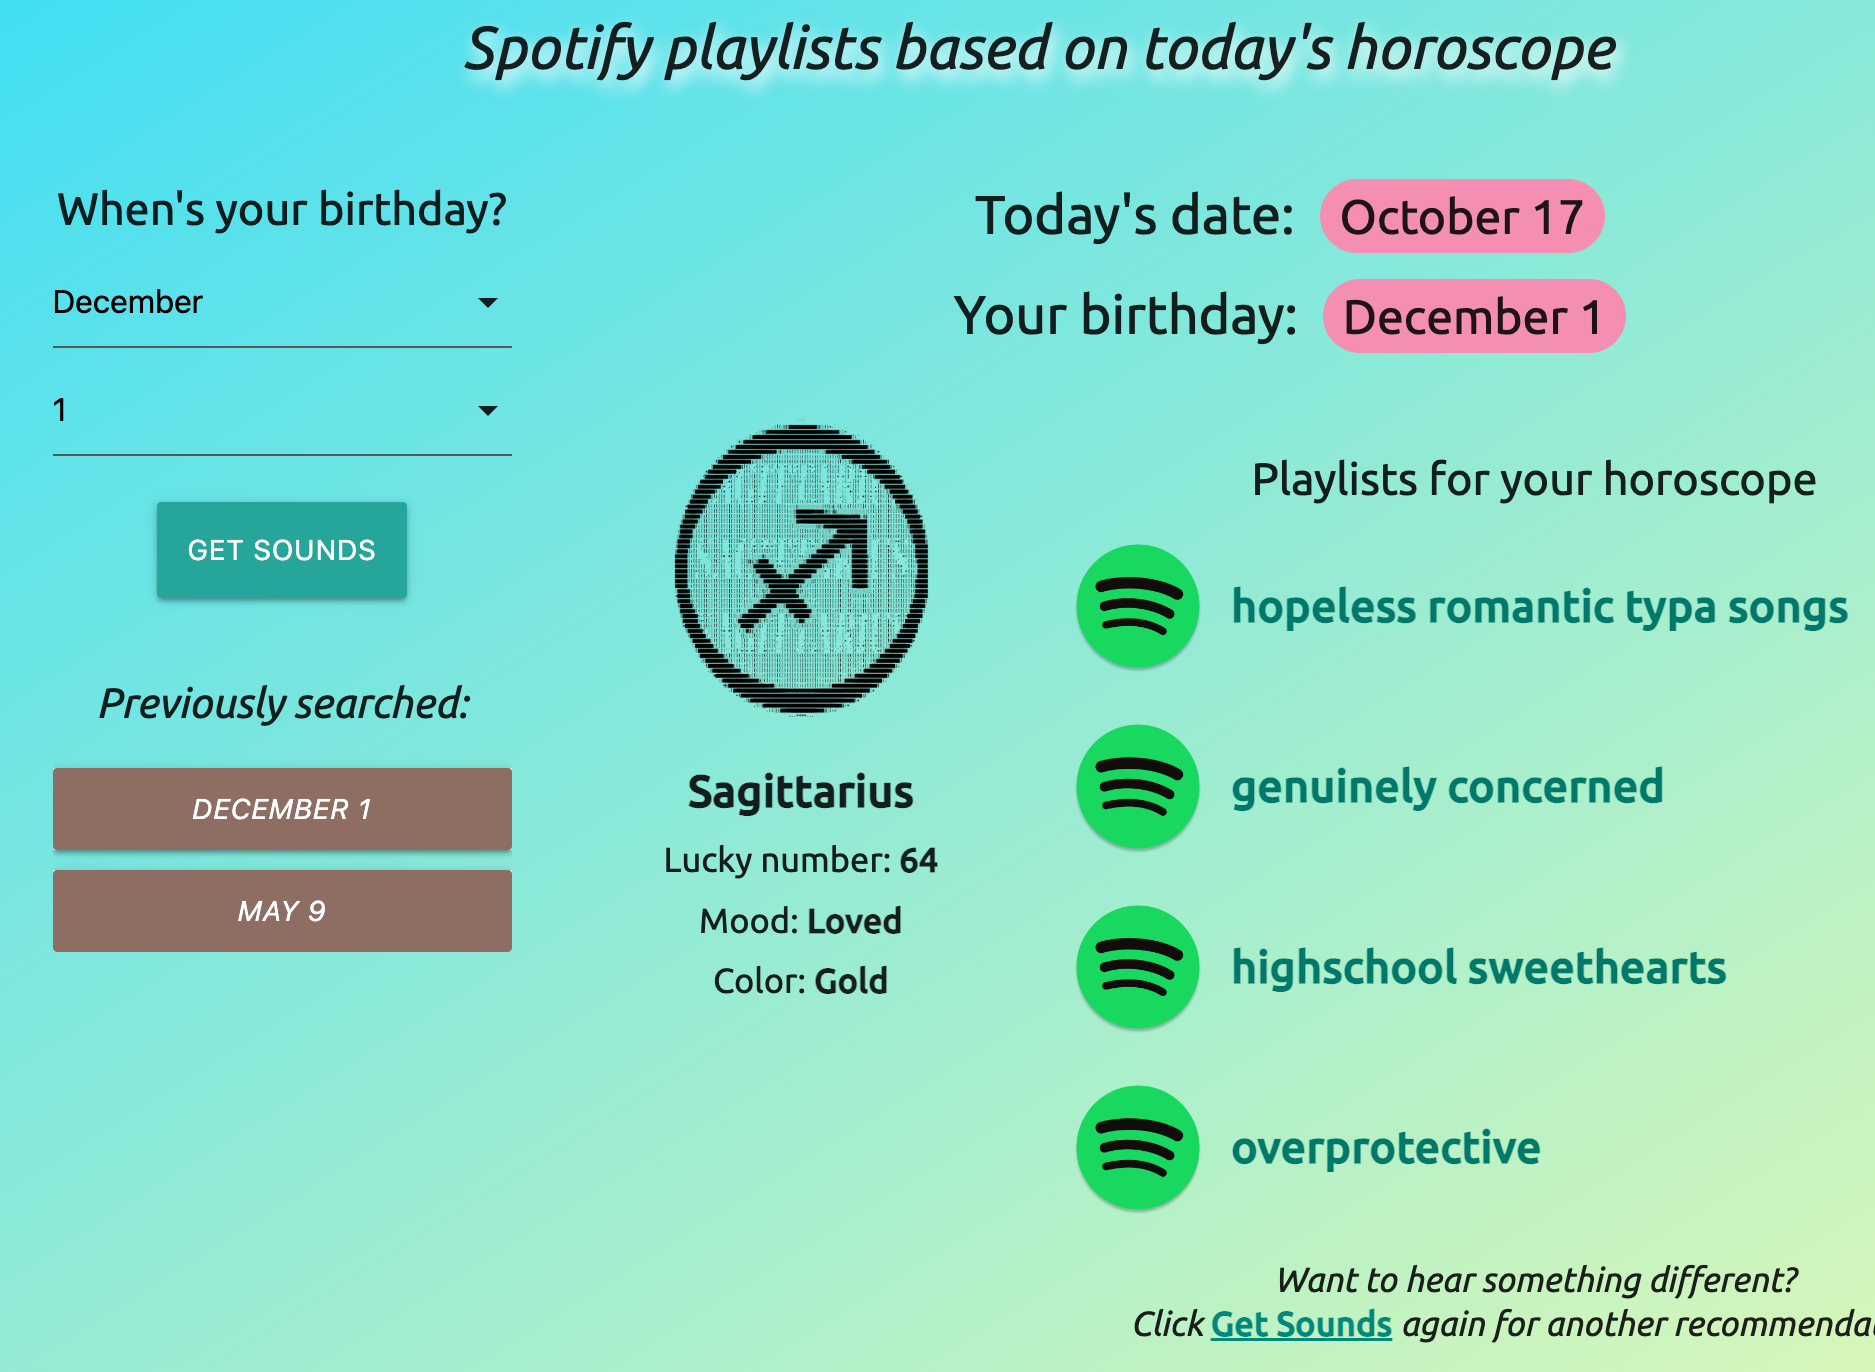 Spotify playlists based on today's horoscope
When's your birthday?
December
1
GET SOUNDS
Previously searched:
DECEMBER 1
MAY 9
Today's date: October 17
Your birthday: December 1
Sagittarius
Lucky number: 64
Mood: Loved
Color: Gold
Playlists for your horoscope
hopeless romantic typa songs
genuinely concerned
highschool sweethearts
overprotective
Want to hear something different?
Click Get Sounds again for another